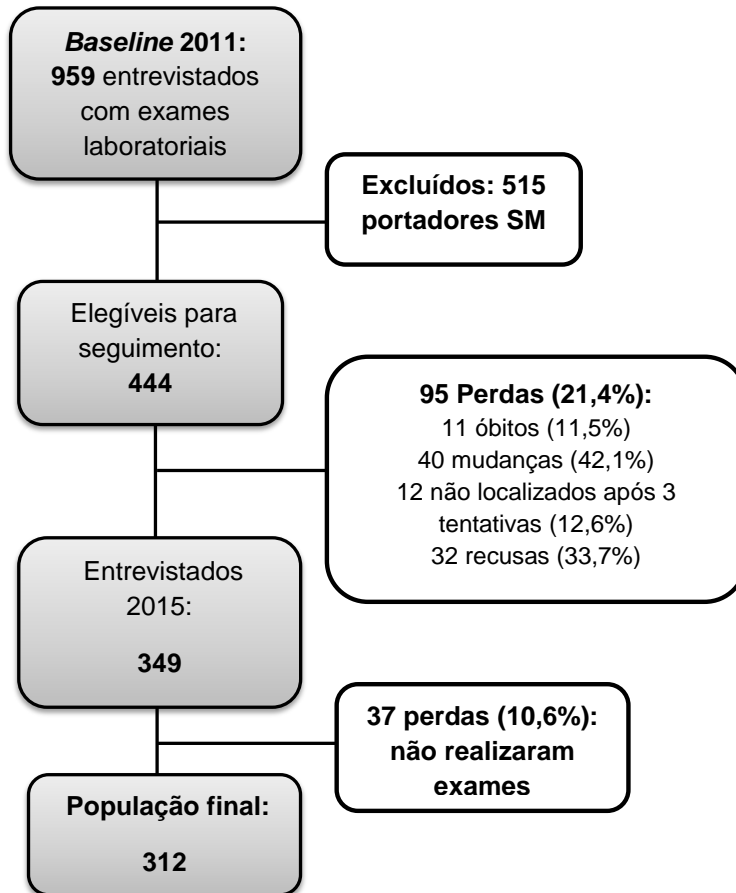 Baseline 2011:
959 entrevistados
com exames
laboratoriais
Excluídos: 515
portadores SM
Elegíveis para
seguimento:
444
95 Perdas (21,4%):
11 óbitos (11,5%)
40 mudanças (42,1%)
12 não localizados após 3
tentativas (12,6%)
32 recusas (33,7%)
Entrevistados
2015:
349
37 perdas (10,6%):
não realizaram
exames
População final:
312